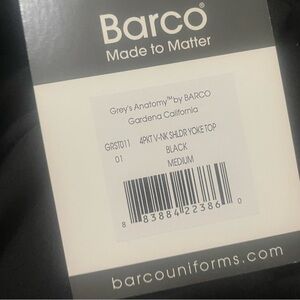 Barco®
Made to Matter
Grey's Anatomy™ by BARCO
Gardena California
GRST011 4PKT V-NK SHLDR YOKE TOP
01 BLACK
MEDIUM
8 83884 22386 0
barcouniforms.com